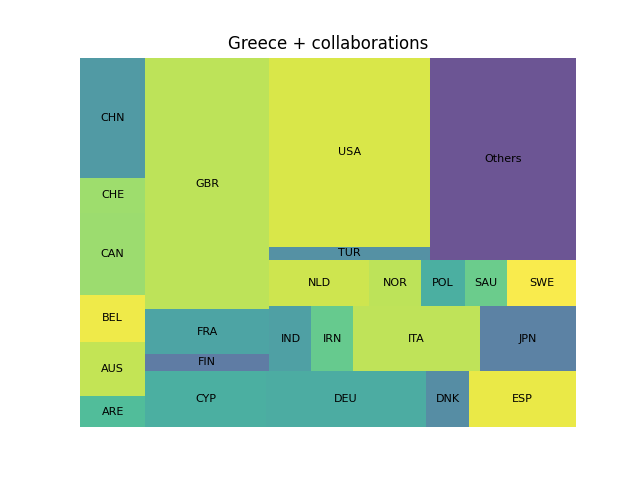 Greece + collaborations
CHN
GBR
USA
Others
CHE
CAN
TUR
NLD
NOR
POL
SAU
SWE
BEL
FRA
IND
IRN
ITA
JPN
FIN
AUS
CYP
DEU
DNK
ESP
ARE